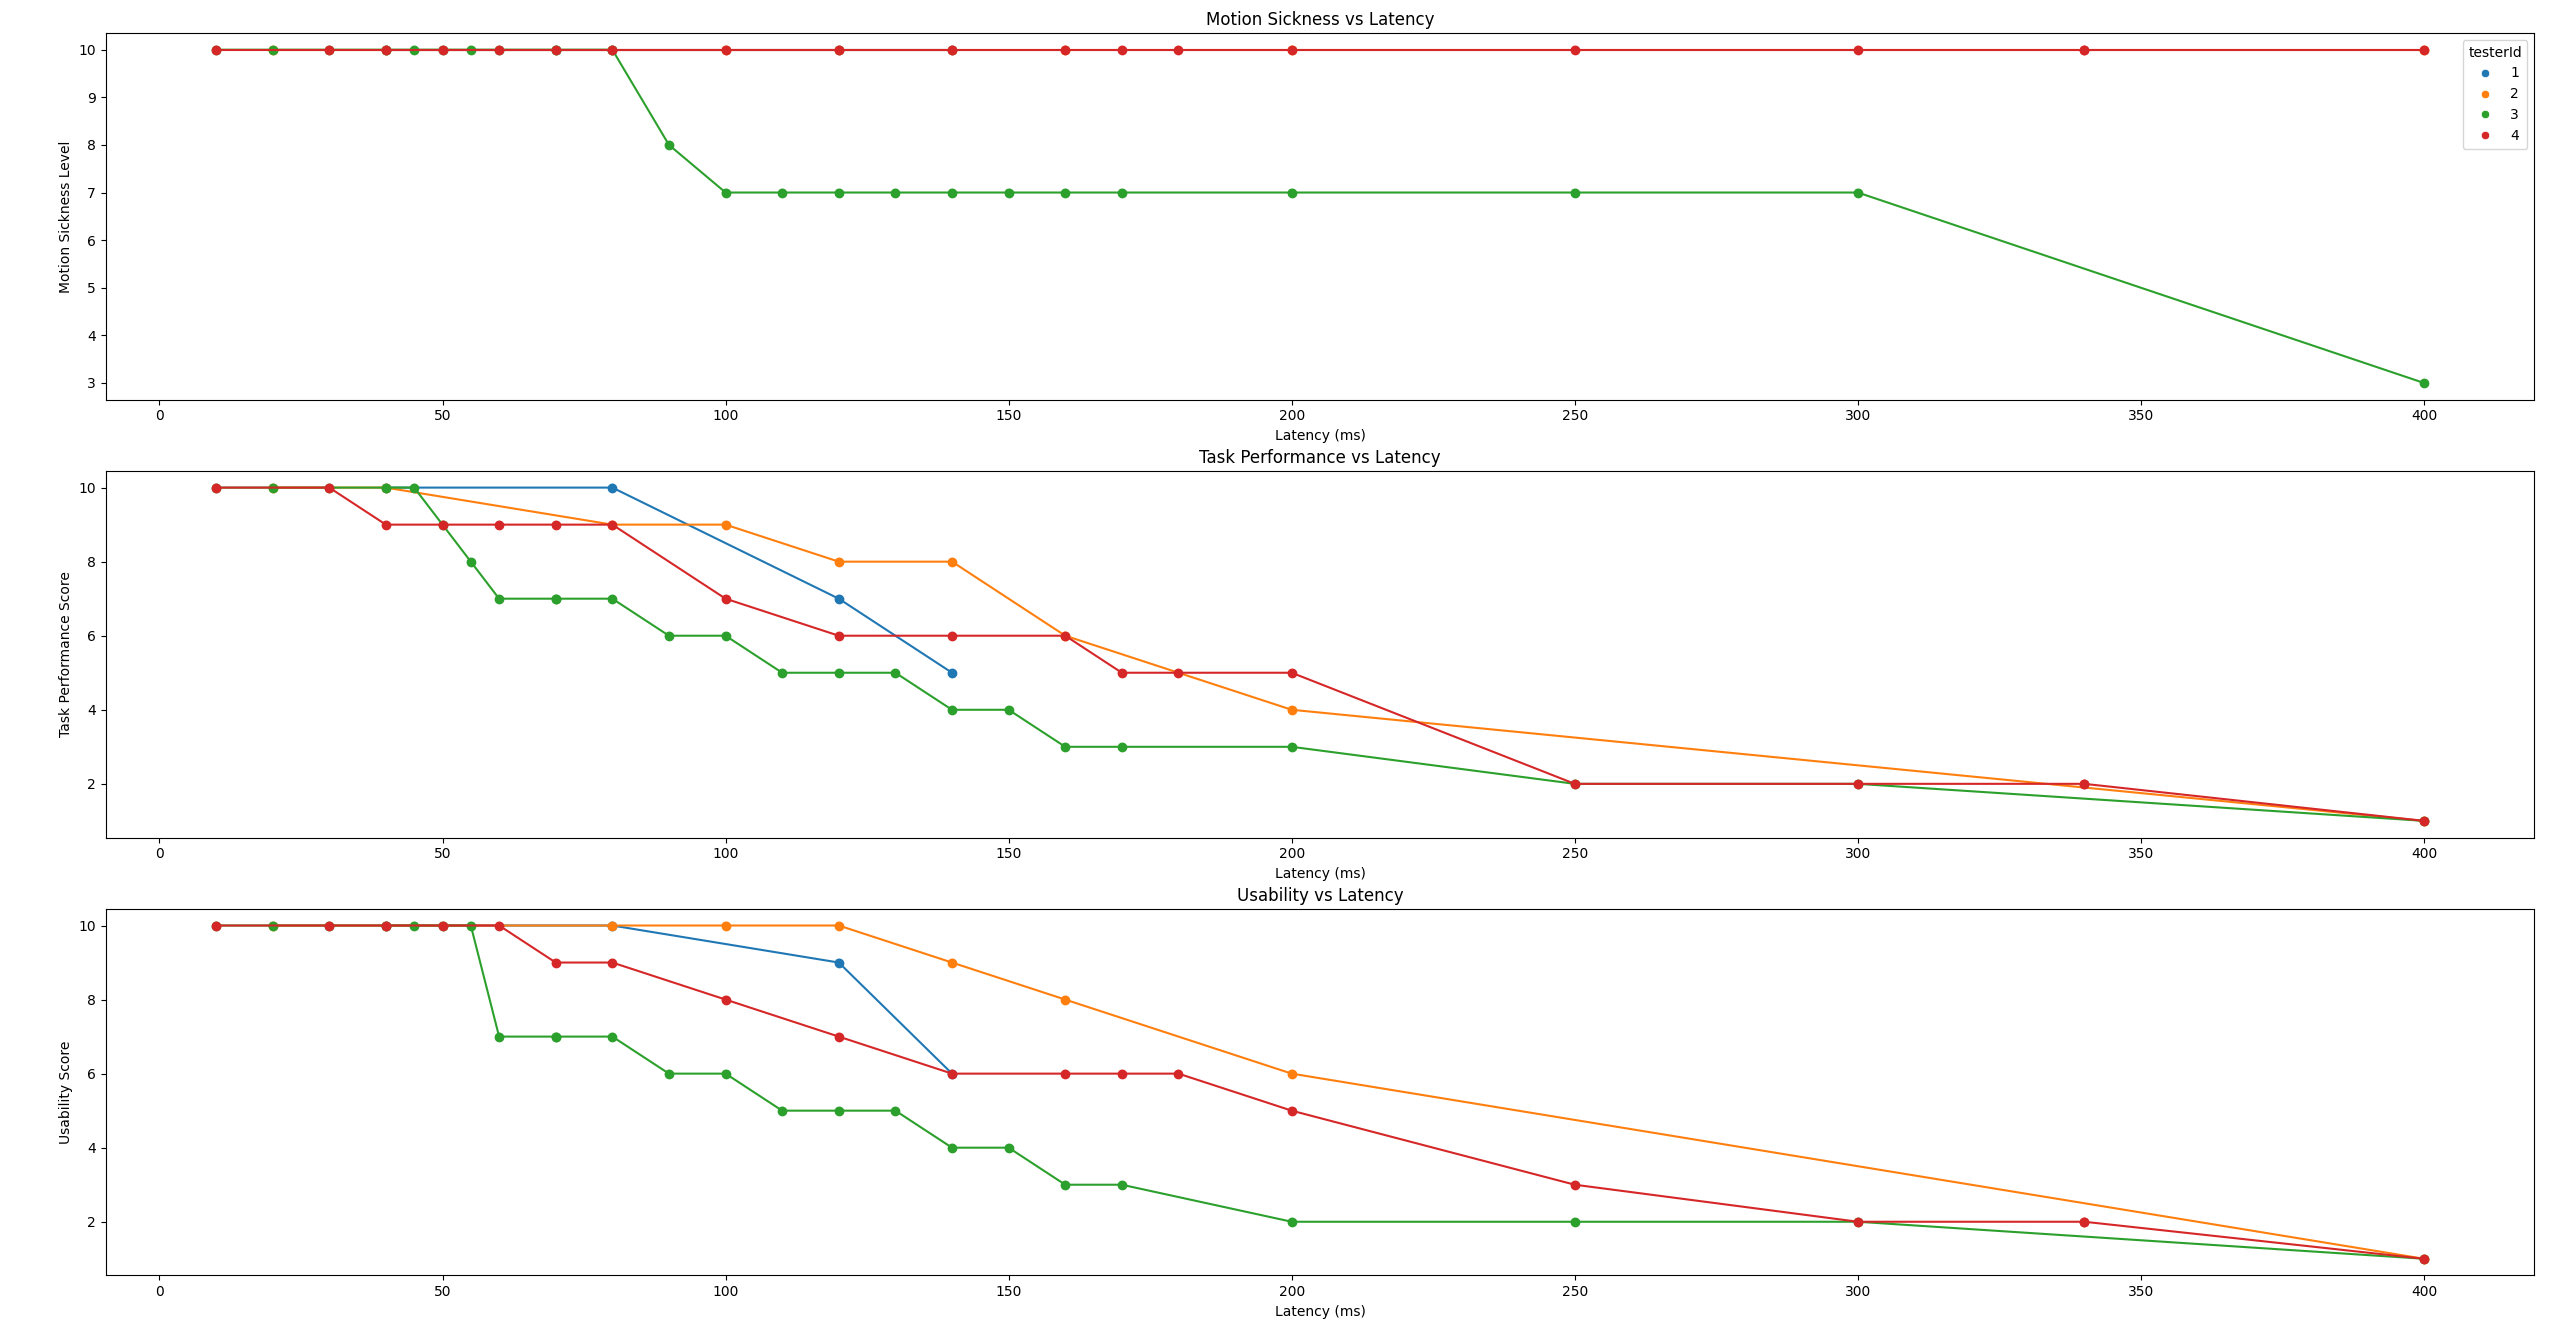 Motion Sickness vs Latency
Motion Sickness Level
10
9
8
7
6
5
4
3
testerId
1
2
3
4
0 50 100 150 200 250 300 350 400
Latency (ms)
Task Performance vs Latency
Task Performance Score
10
8
6
4
2
0 50 100 150 200 250 300 350 400
Latency (ms)
Usability vs Latency
Usability Score
10
8
6
4
2
0 50 100 150 200 250 300 350 400
Latency (ms)